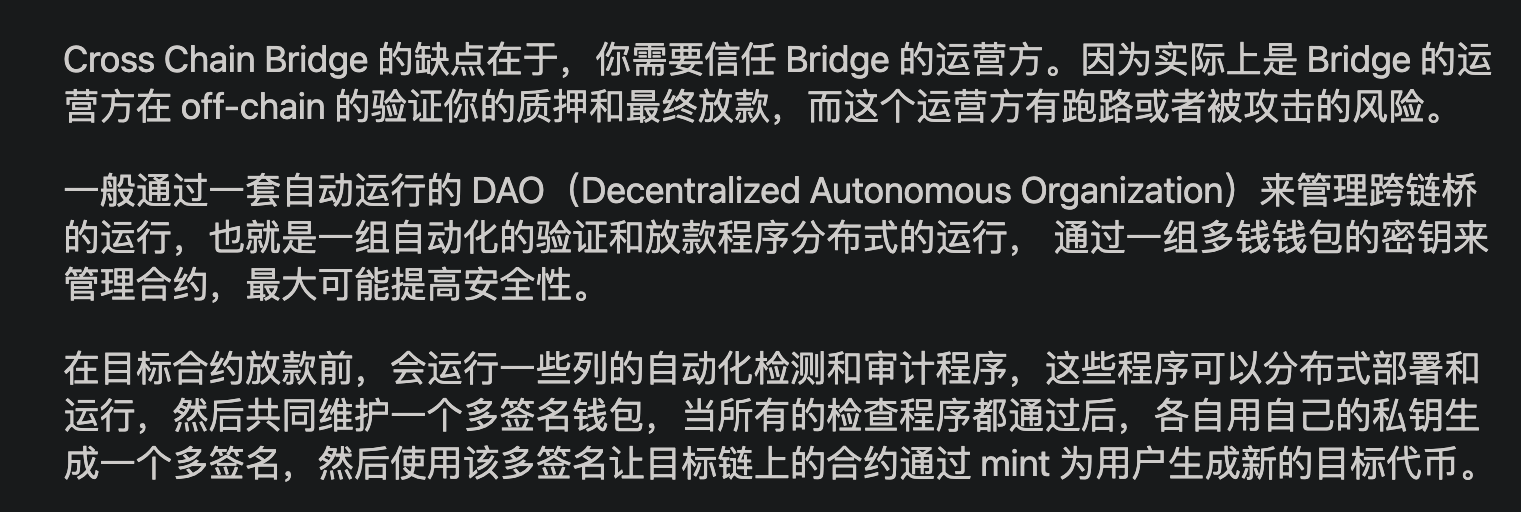 Cross Chain Bridge 的缺点在于，你需要信任 Bridge 的运营方。因为实际上是 Bridge 的运
营方在 off-chain 的验证你的质押和最终放款，而这个运营方有跑路或者被攻击的风险。
一般通过一套自动运行的 DAO（Decentralized Autonomous Organization）来管理跨链桥
的运行，也就是一组自动化的验证和放款程序分布式的运行， 通过一组多钱钱包的密钥来
管理合约，最大可能提高安全性。
在目标合约放款前，会运行一些列的自动化检测和审计程序，这些程序可以分布式部署和
运行，然后共同维护一个多签名钱包，当所有的检查程序都通过后，各自用自己的私钥生
成一个多签名，然后使用该多签名让目标链上的合约通过 mint 为用户生成新的目标代币。